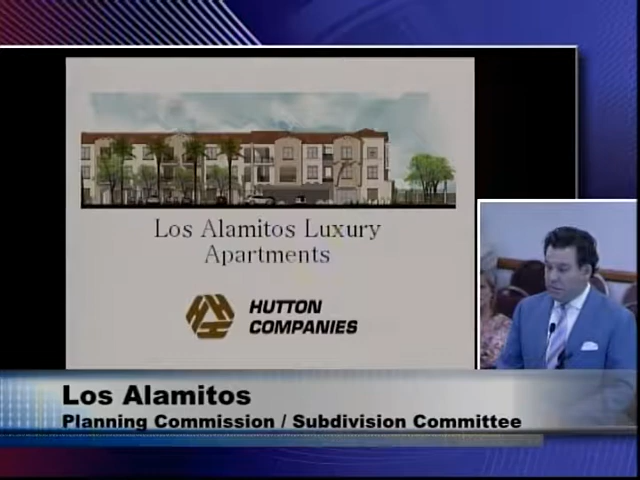 Los Alamitos Luxury
Apartments
HUTTON
COMPANIES
Los Alamitos
Planning Commission / Subdivision Committee